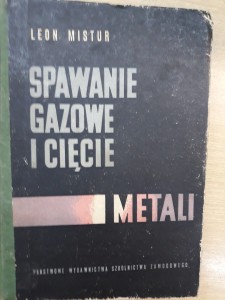 LEON MISTUR
SPAWANIE
GAZOWE
I CIĘCIE
METALI
PAŃSTWOWE WYDAWNICTWA SZKOLNICTWA ZAWODOWEGO